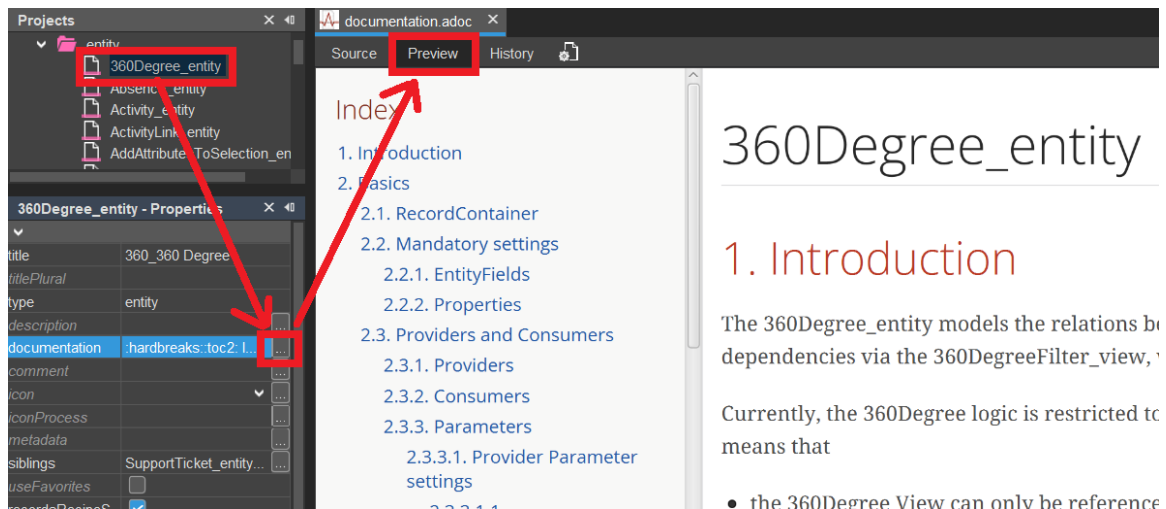 Projects
entity
360Degree_entity
Absence_entity
Activity_entity
ActivityLink_entity
AddAttributesToSelection_en
360Degree_entity - Properties
title 360_360 Degree
titlePlural
type entity
description ...
documentation :hardbreaks::toc2: I... ...
comment ...
icon ...
iconProcess ...
metadata ...
siblings SupportTicket_entity... ...
useFavorites
documentation.adoc
Source Preview History
Index
1. Introduction
2. Basics
2.1. RecordContainer
2.2. Mandatory settings
2.2.1. EntityFields
2.2.2. Properties
2.3. Providers and Consumers
2.3.1. Providers
2.3.2. Consumers
2.3.3. Parameters
2.3.3.1. Provider Parameter
settings
360Degree_entity
1. Introduction
The 360Degree_entity models the relations be
dependencies via the 360DegreeFilter_view,
Currently, the 360Degree logic is restricted to
means that
• the 360Degree View can only be reference